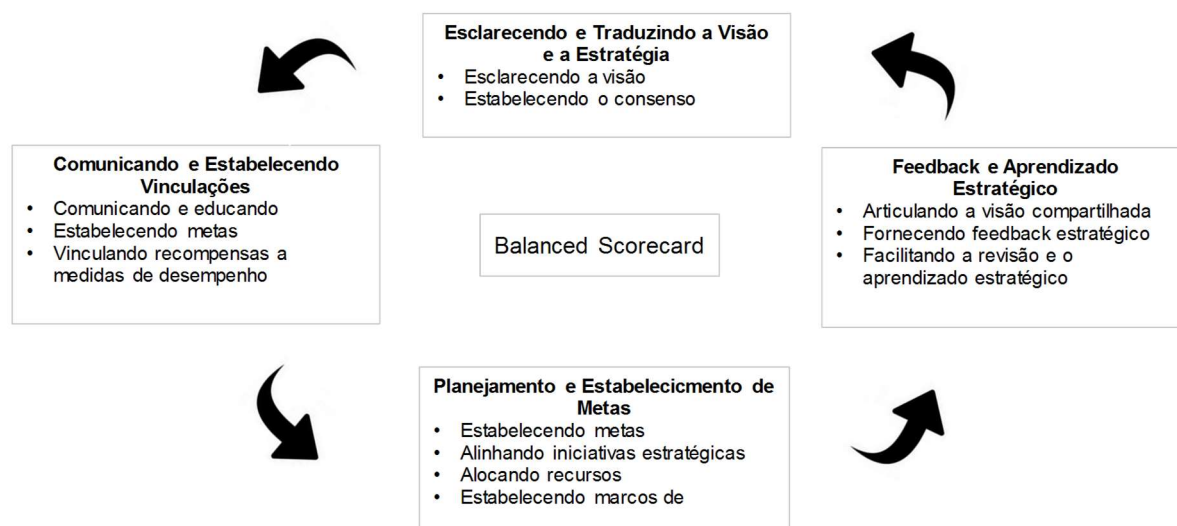 Esclarecendo e Traduzindo a Visão
e a Estratégia
• Esclarecendo a visão
• Estabelecendo o consenso
Comunicando e Estabelecendo
Vinculações
• Comunicando e educando
• Estabelecendo metas
• Vinculando recompensas a
medidas de desempenho
Balanced Scorecard
Feedback e Aprendizado
Estratégico
• Articulando a visão compartilhada
• Fornecendo feedback estratégico
• Facilitando a revisão e o
aprendizado estratégico
Planejamento e Estabelecicmento de
Metas
• Estabelecendo metas
• Alinhando iniciativas estratégicas
• Alocando recursos
• Estabelecendo marcos de